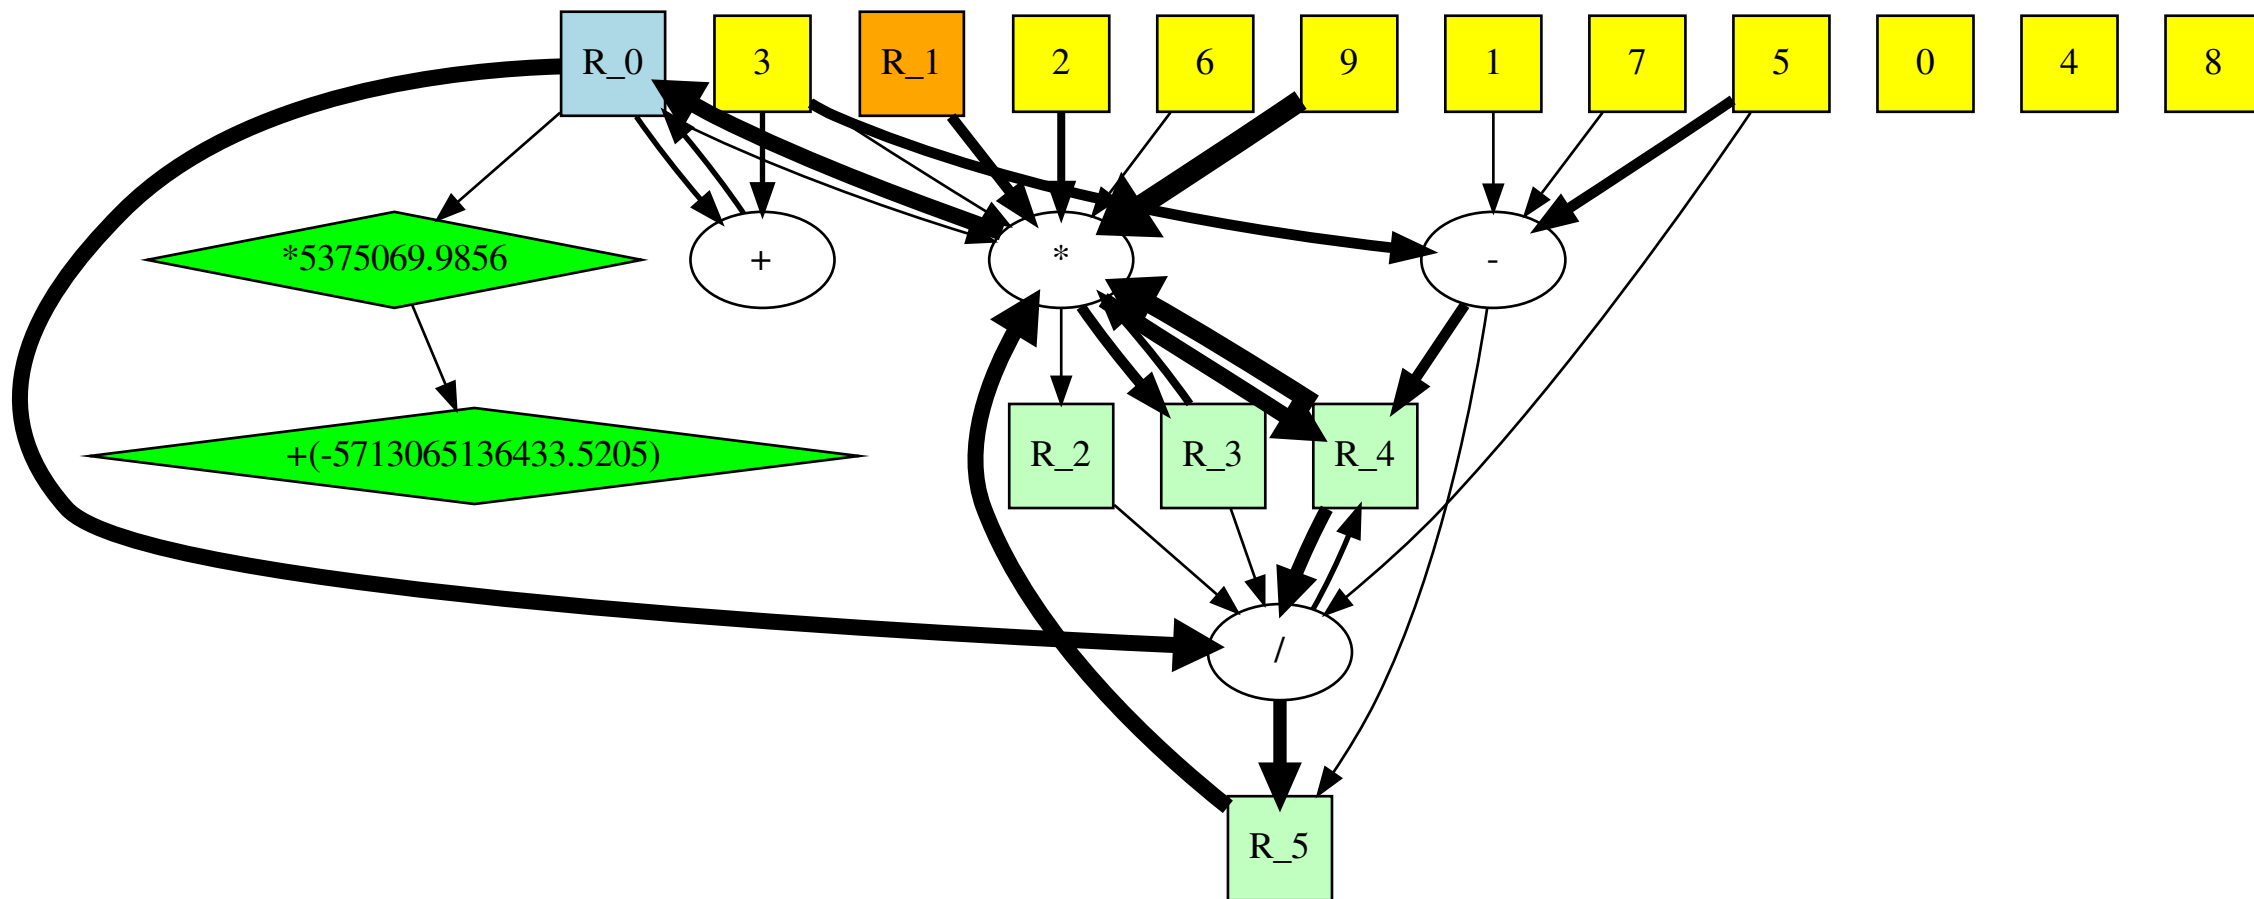 R_0 3 R_1 2 6 9 1 7 5 0 4 8
*5375069.9856 + * -
+(-5713065136433.5205) R_2 R_3 R_4
/
R_5